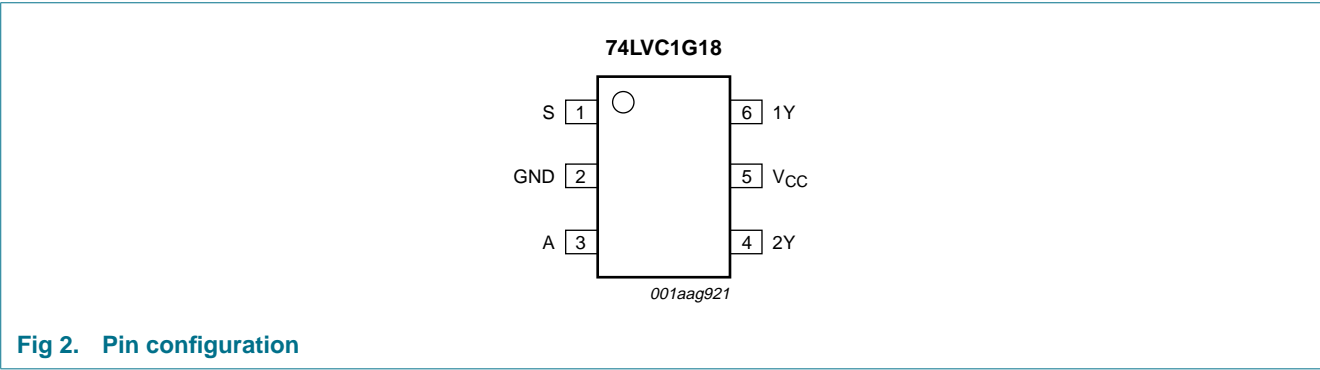 74LVC1G18
S 1 6 1Y
GND 2 5 VCC
A 3 4 2Y
001aag921
Fig 2. Pin configuration